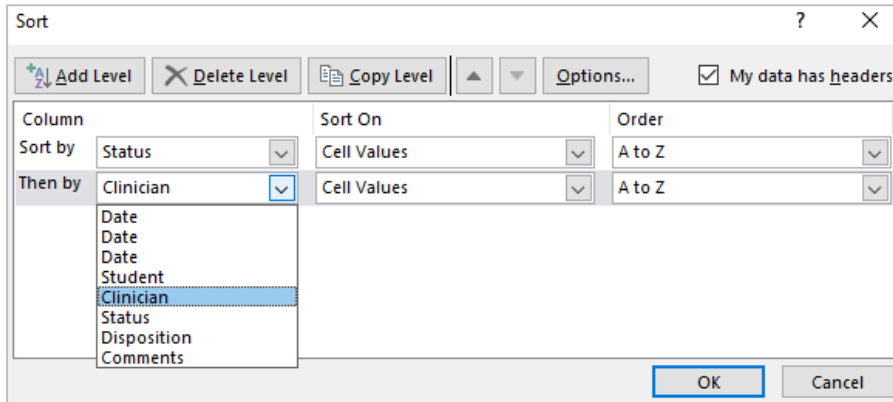 Sort ?
Add Level Delete Level Copy Level Options... My data has headers
Column Sort On Order
Sort by Status Cell Values A to Z
Then by Clinician Cell Values A to Z
Date
Date
Date
Student
Clinician
Status
Disposition
Comments
OK Cancel